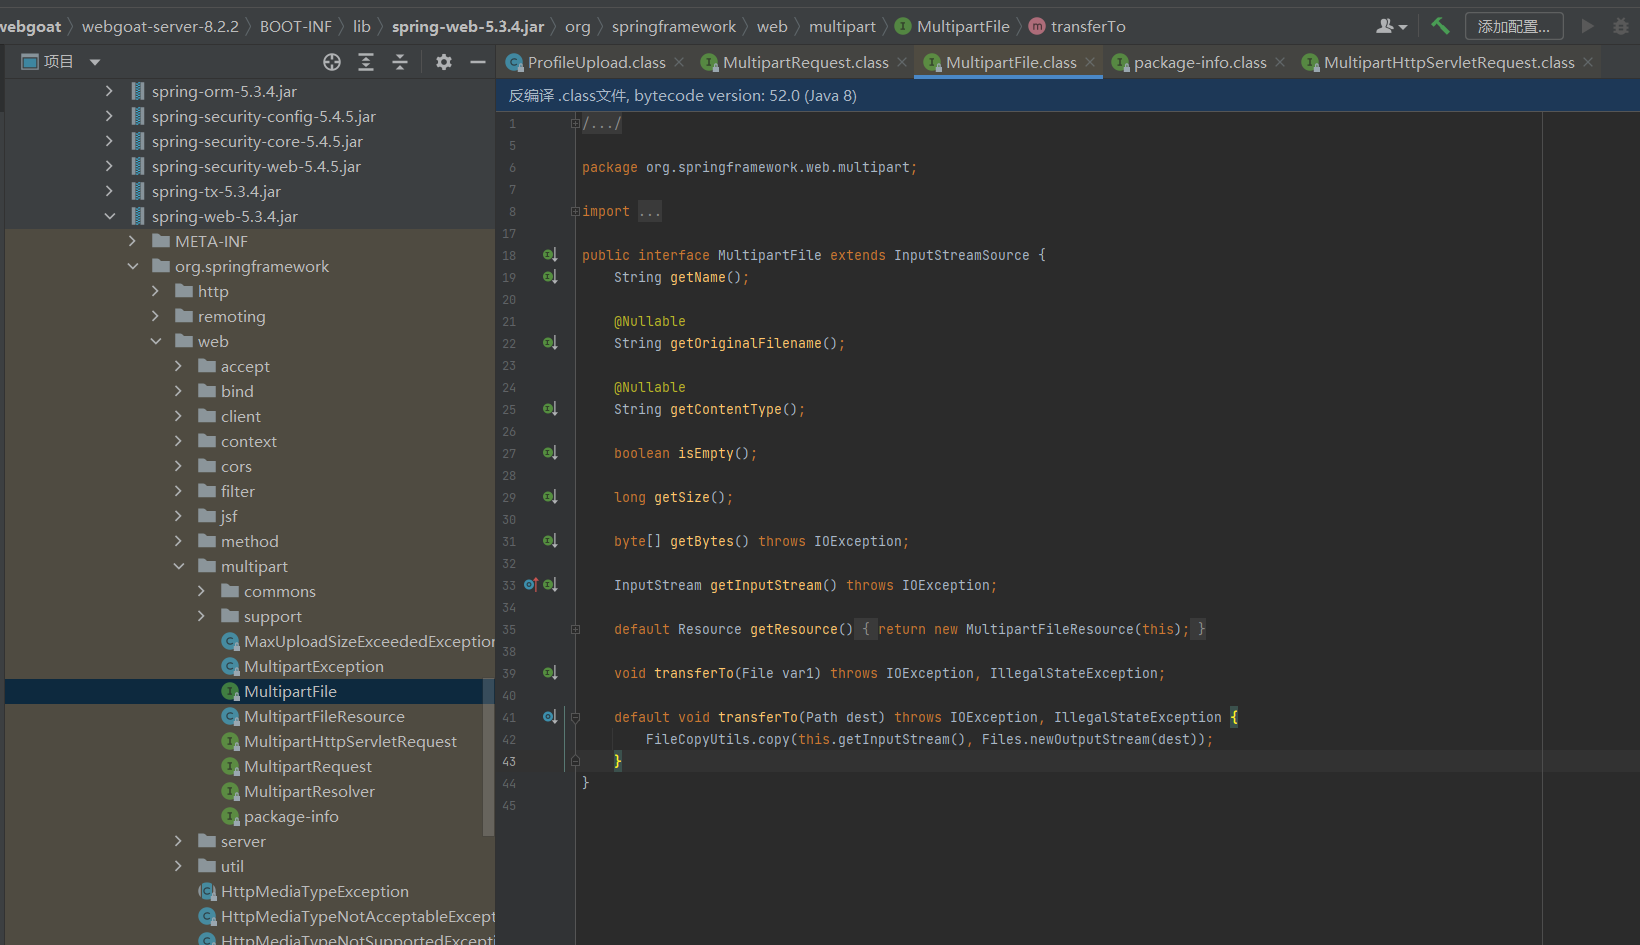 webgoat webgoat-server-8.2.2 BOOT-INF lib spring-web-5.3.4.jar org springframework web multipart MultipartFile transferTo 添加配置...
项目
ProfileUpload.class MultipartRequest.class MultipartFile.class package-info.class MultipartHttpServletRequest.class
反编译 .class文件, bytecode version: 52.0 (Java 8)
spring-orm-5.3.4.jar
spring-security-config-5.4.5.jar
spring-security-core-5.4.5.jar
spring-security-web-5.4.5.jar
spring-tx-5.3.4.jar
spring-web-5.3.4.jar
META-INF
org.springframework
http
remoting
web
accept
bind
client
context
cors
filter
jsf
method
multipart
commons
support
MaxUploadSizeExceededException
MultipartException
MultipartFile
MultipartFileResource
MultipartHttpServletRequest
MultipartRequest
MultipartResolver
package-info
server
util
HttpMediaTypeException
HttpMediaTypeNotAcceptableExcept
HttpMediaTypeNotSupportedExcepti
1 /.../
5
6 package org.springframework.web.multipart;
7
8 import ...
17
18 public interface MultipartFile extends InputStreamSource {
19 String getName();
20
21 @Nullable
22 String getOriginalFilename();
23
24 @Nullable
25 String getContentType();
26
27 boolean isEmpty();
28
29 long getSize();
30
31 byte[] getBytes() throws IOException;
32
33 InputStream getInputStream() throws IOException;
34
35 default Resource getResource() { return new MultipartFileResource(this); }
38
39 void transferTo(File var1) throws IOException, IllegalStateException;
40
41 default void transferTo(Path dest) throws IOException, IllegalStateException {
42 FileCopyUtils.copy(this.getInputStream(), Files.newOutputStream(dest));
43 }
44 }
45